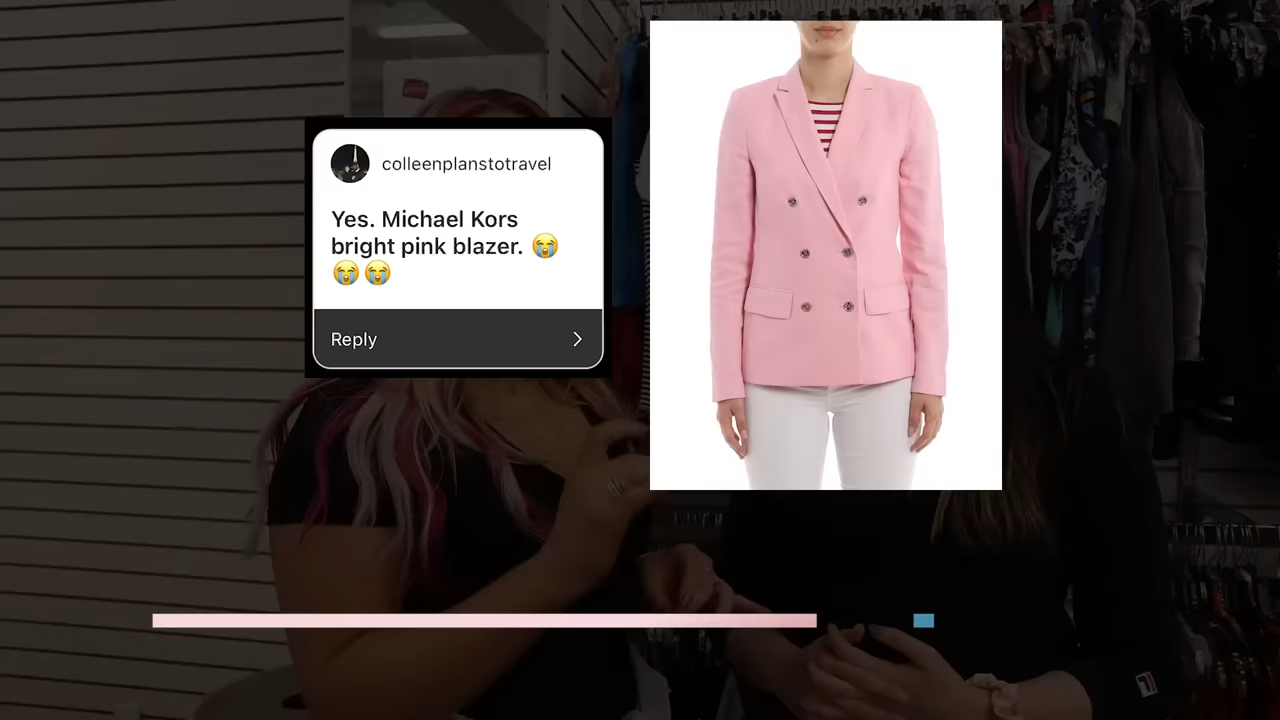 colleenplanstotravel
Yes. Michael Kors
bright pink blazer. 😭
😭😭
Reply